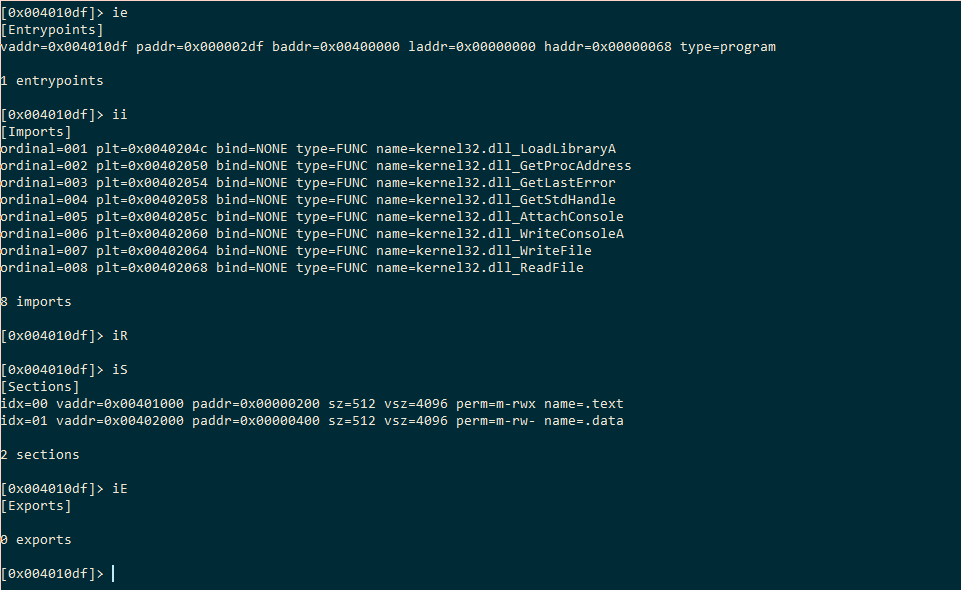 [0x004010df]> ie
[Entrypoints]
vaddr=0x004010df paddr=0x000002df baddr=0x00400000 laddr=0x00000000 haddr=0x00000068 type=program
1 entrypoints
[0x004010df]> ii
[Imports]
ordinal=001 plt=0x0040204c bind=NONE type=FUNC name=kernel32.dll_LoadLibraryA
ordinal=002 plt=0x00402050 bind=NONE type=FUNC name=kernel32.dll_GetProcAddress
ordinal=003 plt=0x00402054 bind=NONE type=FUNC name=kernel32.dll_GetLastError
ordinal=004 plt=0x00402058 bind=NONE type=FUNC name=kernel32.dll_GetStdHandle
ordinal=005 plt=0x0040205c bind=NONE type=FUNC name=kernel32.dll_AttachConsole
ordinal=006 plt=0x00402060 bind=NONE type=FUNC name=kernel32.dll_WriteConsoleA
ordinal=007 plt=0x00402064 bind=NONE type=FUNC name=kernel32.dll_WriteFile
ordinal=008 plt=0x00402068 bind=NONE type=FUNC name=kernel32.dll_ReadFile
8 imports
[0x004010df]> iR
[0x004010df]> iS
[Sections]
idx=00 vaddr=0x00401000 paddr=0x00000200 sz=512 vsz=4096 perm=m-rwx name=.text
idx=01 vaddr=0x00402000 paddr=0x00000400 sz=512 vsz=4096 perm=m-rw- name=.data
2 sections
[0x004010df]> iE
[Exports]
0 exports
[0x004010df]>